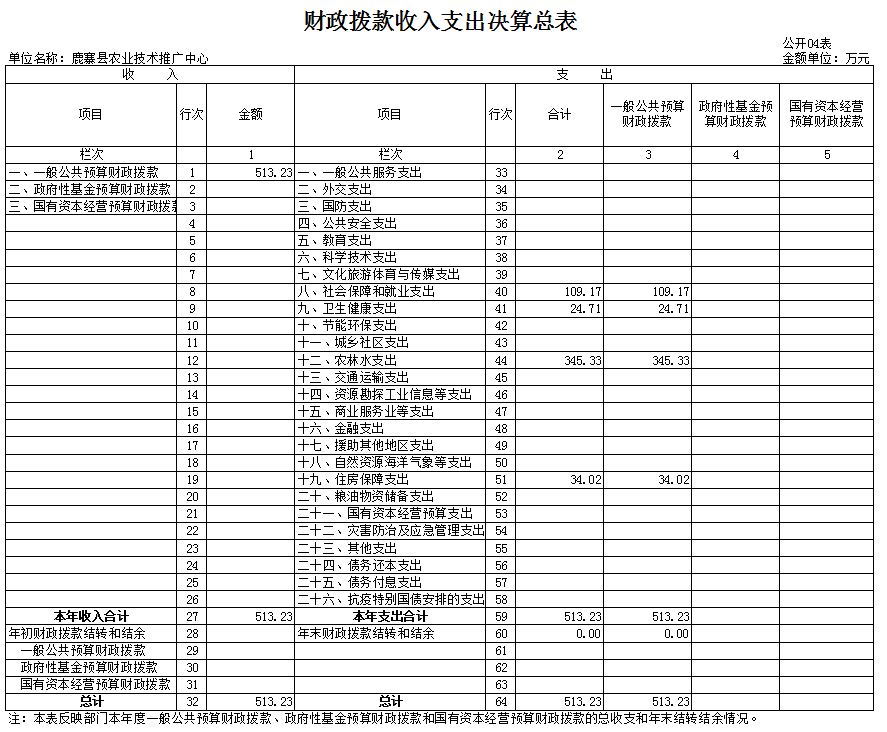 财政拨款收入支出决算总表
公开04表
单位名称：鹿寨县农业技术推广中心 金额单位：万元
收 入 支 出
项目 行次 金额 项目 行次 合计 一般公共预算财政拨款 政府性基金预算财政拨款 国有资本经营预算财政拨款
栏次 1 栏次 2 3 4 5
一、一般公共预算财政拨款 1 513.23 一、一般公共服务支出 33
二、政府性基金预算财政拨款 2 二、外交支出 34
三、国有资本经营预算财政拨款 3 三、国防支出 35
4 四、公共安全支出 36
5 五、教育支出 37
6 六、科学技术支出 38
7 七、文化旅游体育与传媒支出 39
8 八、社会保障和就业支出 40 109.17 109.17
9 九、卫生健康支出 41 24.71 24.71
10 十、节能环保支出 42
11 十一、城乡社区支出 43
12 十二、农林水支出 44 345.33 345.33
13 十三、交通运输支出 45
14 十四、资源勘探工业信息等支出 46
15 十五、商业服务业等支出 47
16 十六、金融支出 48
17 十七、援助其他地区支出 49
18 十八、自然资源海洋气象等支出 50
19 十九、住房保障支出 51 34.02 34.02
20 二十、粮油物资储备支出 52
21 二十一、国有资本经营预算支出 53
22 二十二、灾害防治及应急管理支出 54
23 二十三、其他支出 55
24 二十四、债务还本支出 56
25 二十五、债务付息支出 57
26 二十六、抗疫特别国债安排的支出 58
本年收入合计 27 513.23 本年支出合计 59 513.23 513.23
年初财政拨款结转和结余 28 年末财政拨款结转和结余 60 0.00 0.00
一般公共预算财政拨款 29 61
政府性基金预算财政拨款 30 62
国有资本经营预算财政拨款 31 63
总计 32 513.23 总计 64 513.23 513.23
注：本表反映部门本年度一般公共预算财政拨款、政府性基金预算财政拨款和国有资本经营预算财政拨款的总收支和年末结转结余情况。